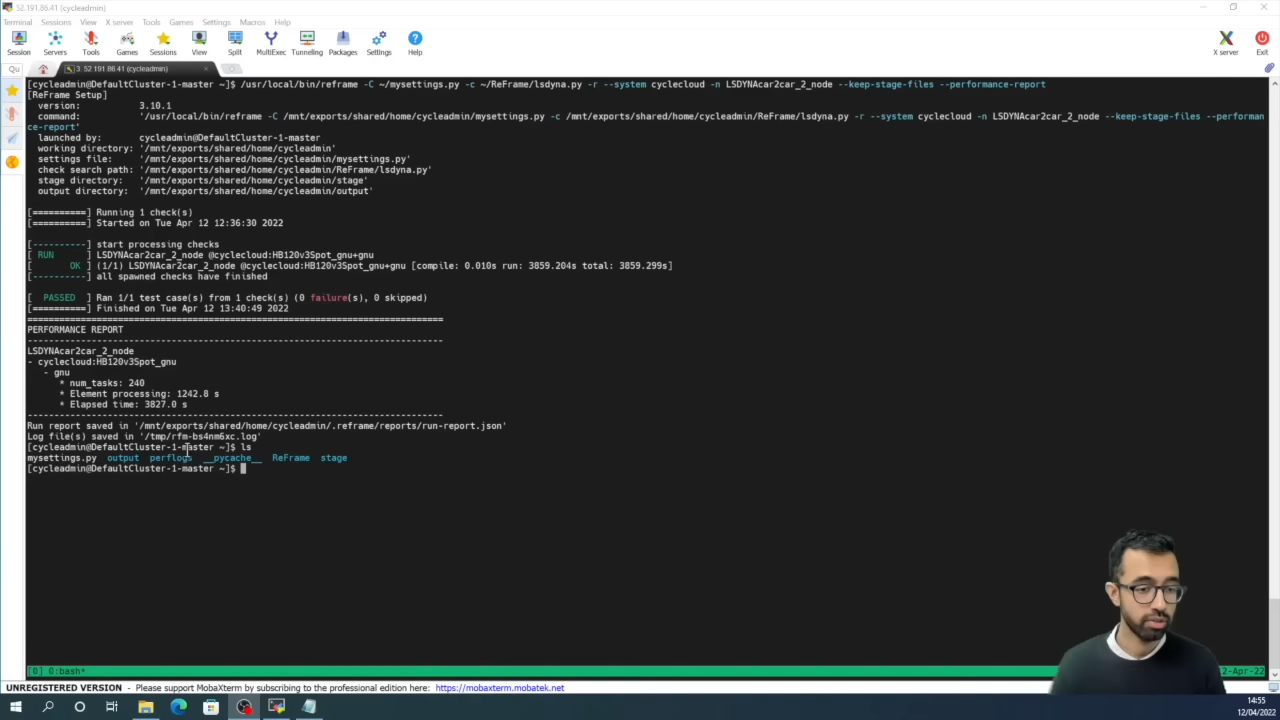 52.191.86.41 (cycleadmin)
Terminal Sessions View X server Tools Games Settings Macros Help
Session Servers Tools Games Sessions View Split MultiExec Tunneling Packages Settings Help X server Exit
Qu 3. 52.191.86.41 (cycleadmin)
[cycleadmin@DefaultCluster-1-master ~]$ /usr/local/bin/reframe -C ~/mysettings.py -c ~/ReFrame/lsdyna.py -r --system cyclecloud -n LSDYNAcar2car_2_node --keep-stage-files --performance-report
[ReFrame Setup]
version: 3.10.1
command: '/usr/local/bin/reframe -C /mnt/exports/shared/home/cycleadmin/mysettings.py -c /mnt/exports/shared/home/cycleadmin/ReFrame/lsdyna.py -r --system cyclecloud -n LSDYNAcar2car_2_node --keep-stage-files --performan
ce-report'
launched by: cycleadmin@DefaultCluster-1-master
working directory: '/mnt/exports/shared/home/cycleadmin'
settings file: '/mnt/exports/shared/home/cycleadmin/mysettings.py'
check search path: '/mnt/exports/shared/home/cycleadmin/ReFrame/lsdyna.py'
stage directory: '/mnt/exports/shared/home/cycleadmin/stage'
output directory: '/mnt/exports/shared/home/cycleadmin/output'
[==========] Running 1 check(s)
[==========] Started on Tue Apr 12 12:36:30 2022
[----------] start processing checks
[ RUN ] LSDYNAcar2car_2_node @cyclecloud:HB120v3Spot_gnu+gnu
[ OK ] (1/1) LSDYNAcar2car_2_node @cyclecloud:HB120v3Spot_gnu+gnu [compile: 0.010s run: 3859.204s total: 3859.299s]
[----------] all spawned checks have finished
[ PASSED ] Ran 1/1 test case(s) from 1 check(s) (0 failure(s), 0 skipped)
[==========] Finished on Tue Apr 12 13:40:49 2022
==============================================================================
PERFORMANCE REPORT
------------------------------------------------------------------------------
LSDYNAcar2car_2_node
- cyclecloud:HB120v3Spot_gnu
- gnu
* num_tasks: 240
* Element processing: 1242.8 s
* Elapsed time: 3827.0 s
------------------------------------------------------------------------------
Run report saved in '/mnt/exports/shared/home/cycleadmin/.reframe/reports/run-report.json'
Log file(s) saved in '/tmp/rfm-bs4nm6xc.log'
[cycleadmin@DefaultCluster-1-master ~]$ ls
mysettings.py output perflogs __pycache__ ReFrame stage
[cycleadmin@DefaultCluster-1-master ~]$
[0] 0:bash* 2-Apr-22
UNREGISTERED VERSION - Please support MobaXterm by subscribing to the professional edition here: https://mobaxterm.mobatek.net
14:55
12/04/2022